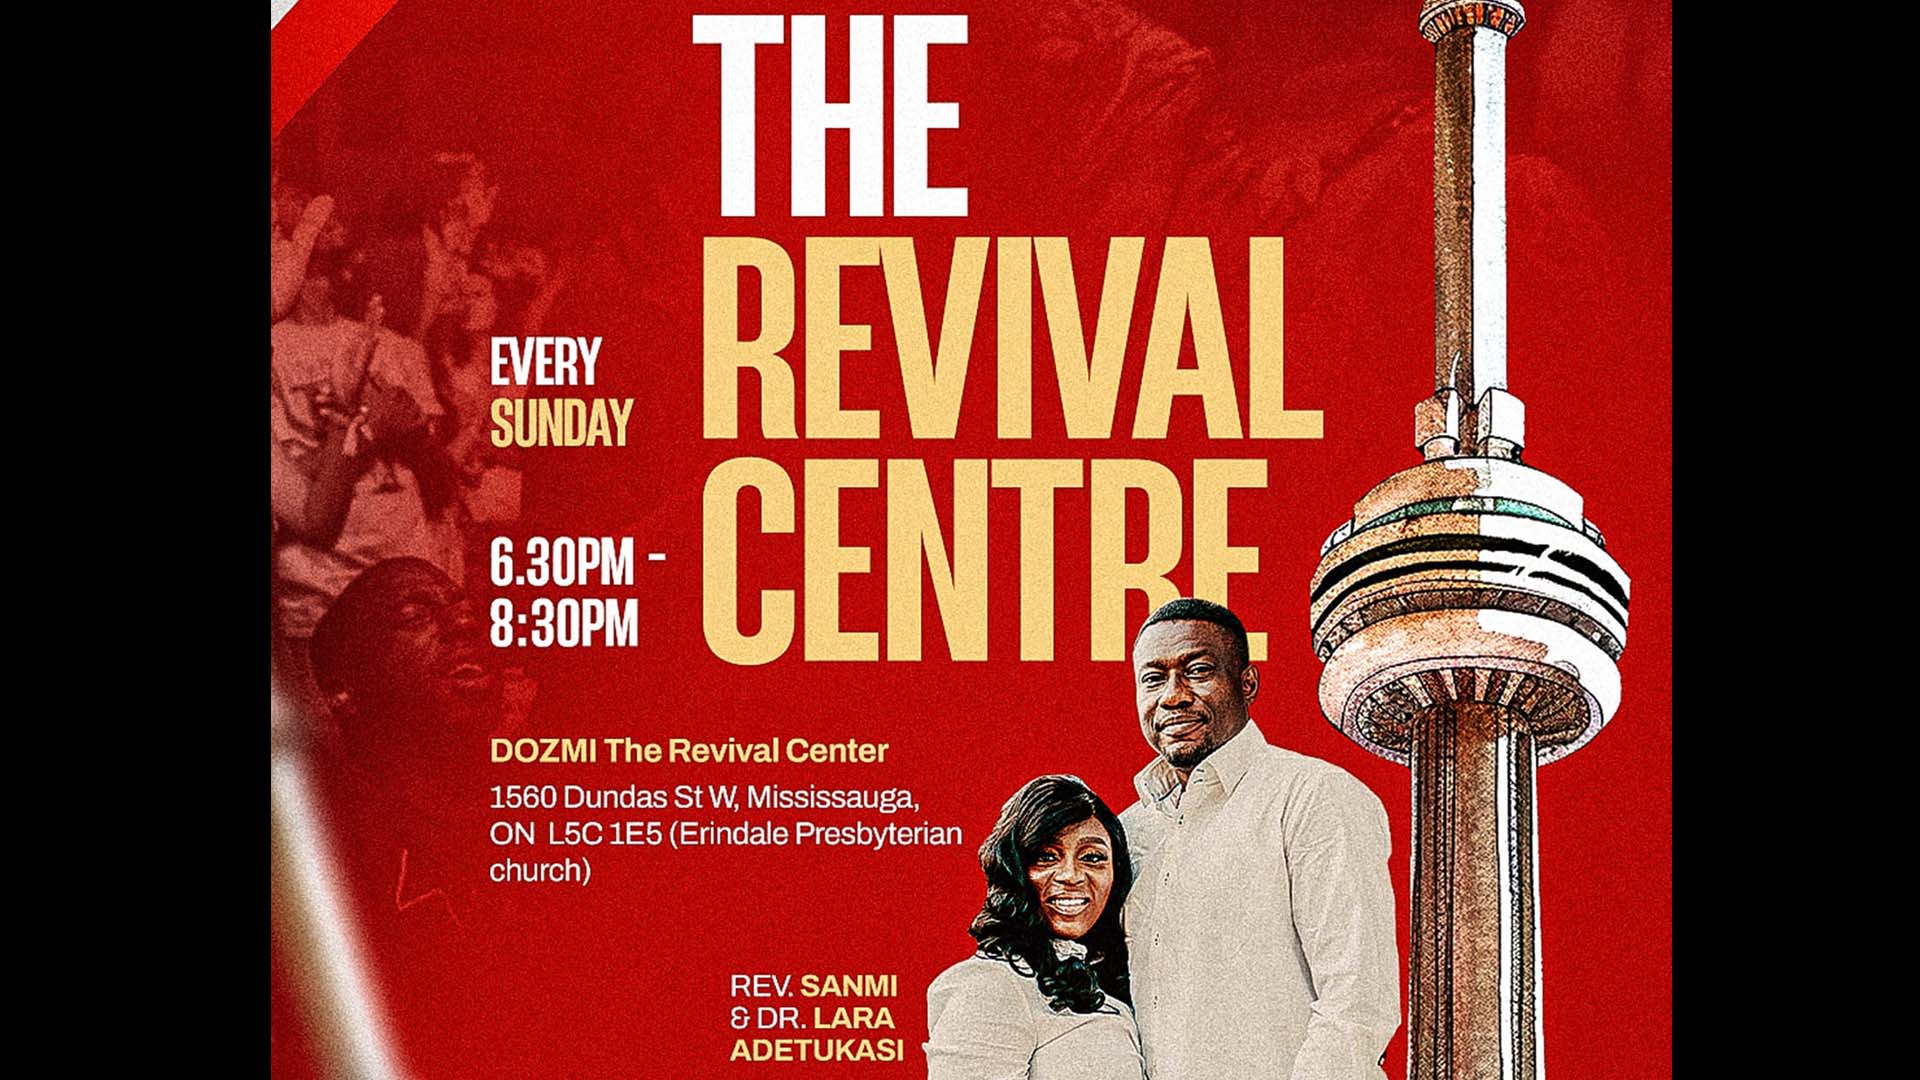 THE
REVIVAL
CENTRE
EVERY
SUNDAY
6.30PM -
8:30PM
DOZMI The Revival Center
1560 Dundas St W, Mississauga,
ON L5C 1E5 (Erindale Presbyterian
church)
REV. SANMI
& DR. LARA
ADETUKASI